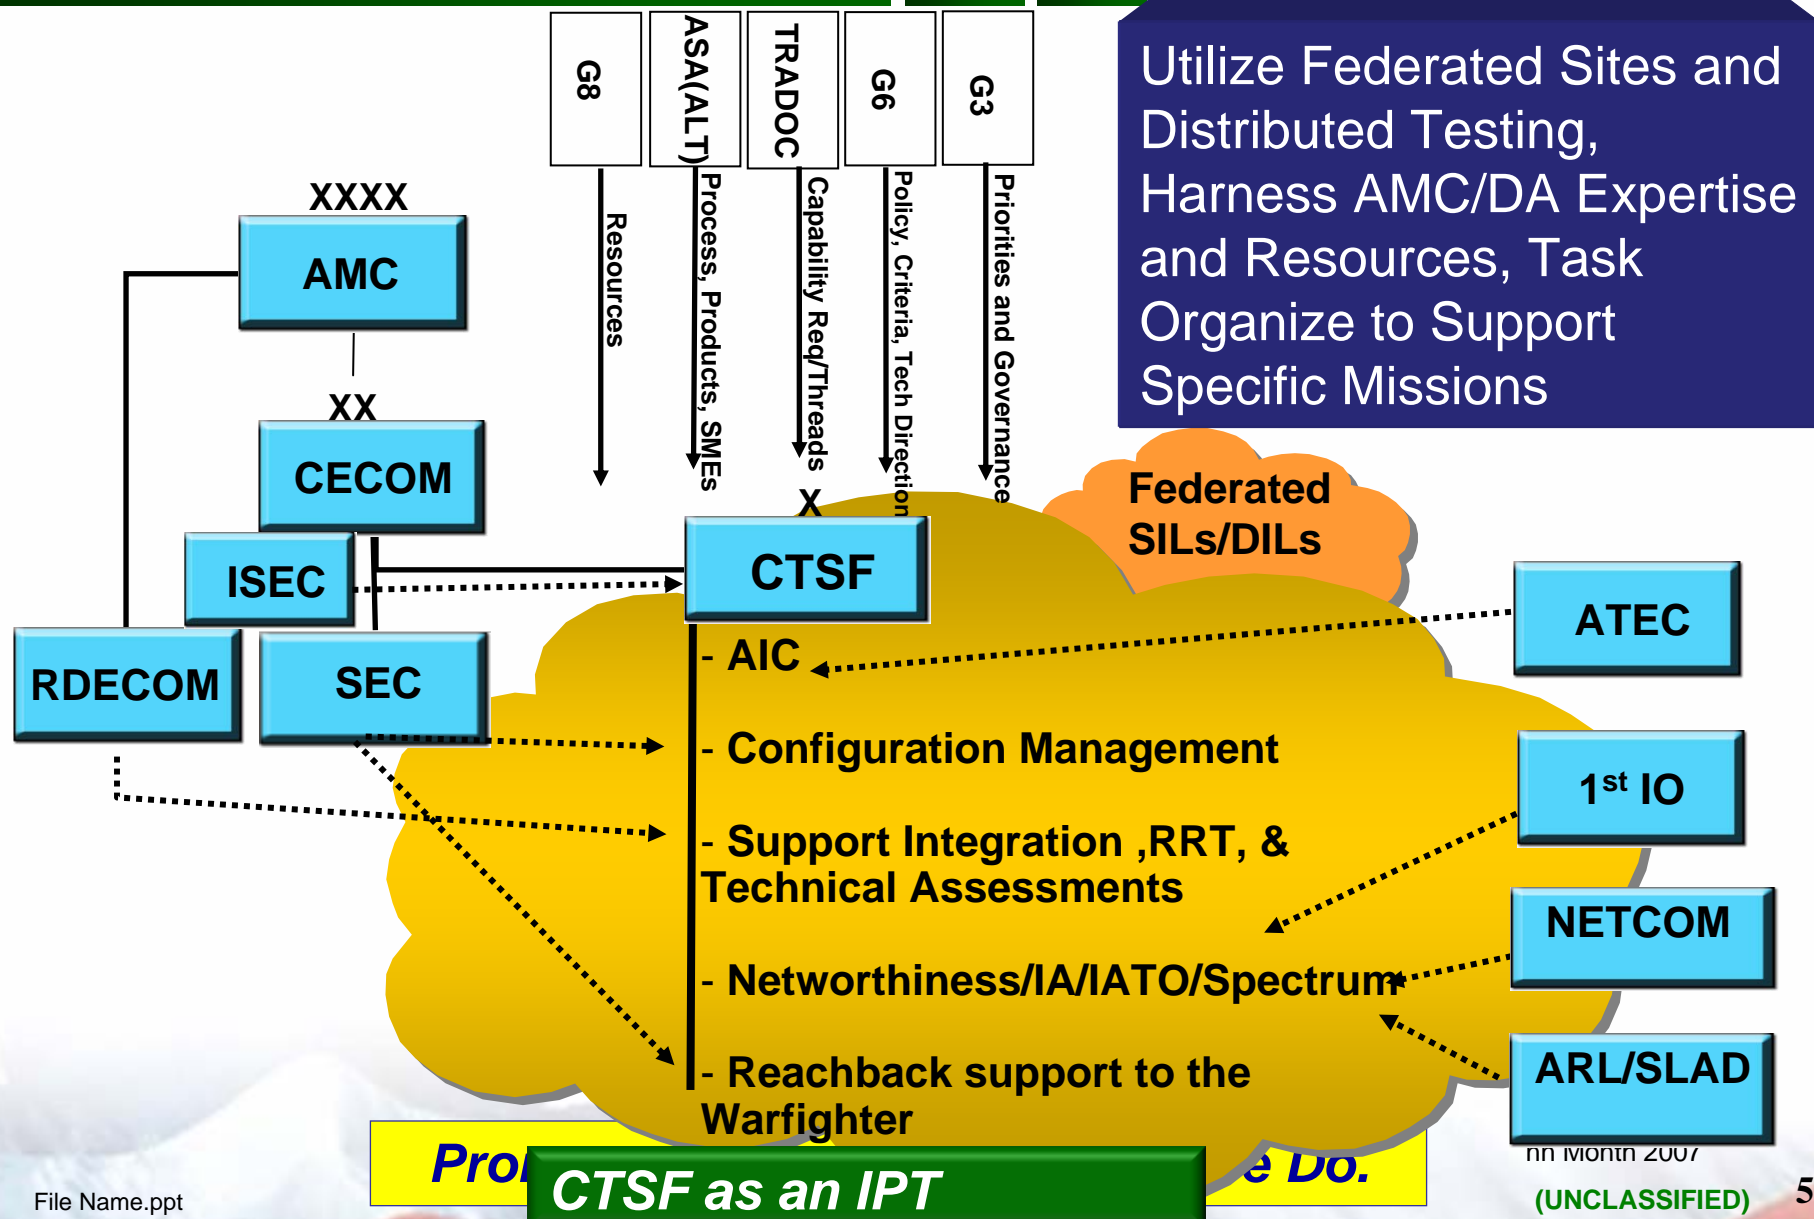 G8
ASA(ALT)
TRADOC
G6
G3
Resources
Process, Products, SMEs
Capability Req/Threads
Policy, Criteria, Tech Direction
Priorities and Governance
Utilize Federated Sites and
Distributed Testing,
Harness AMC/DA Expertise
and Resources, Task
Organize to Support
Specific Missions
XXXX
AMC
XX
CECOM
ISEC
RDECOM
SEC
X
CTSF
Federated
SILs/DILs
- AIC
- Configuration Management
- Support Integration ,RRT, &
Technical Assessments
- Networthiness/IA/IATO/Spectrum
- Reachback support to the
Warfighter
ATEC
1st IO
NETCOM
ARL/SLAD
Do.
CTSF as an IPT
nn Month 2007
File Name.ppt
(UNCLASSIFIED)
5